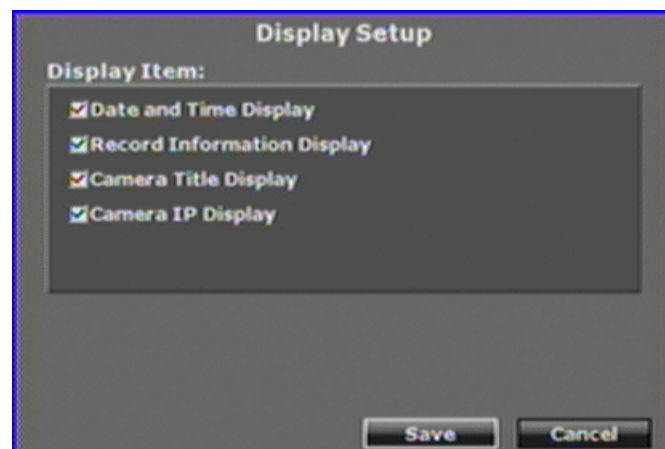 Display Setup
Display Item:
Date and Time Display
Record Information Display
Camera Title Display
Camera IP Display
Save Cancel